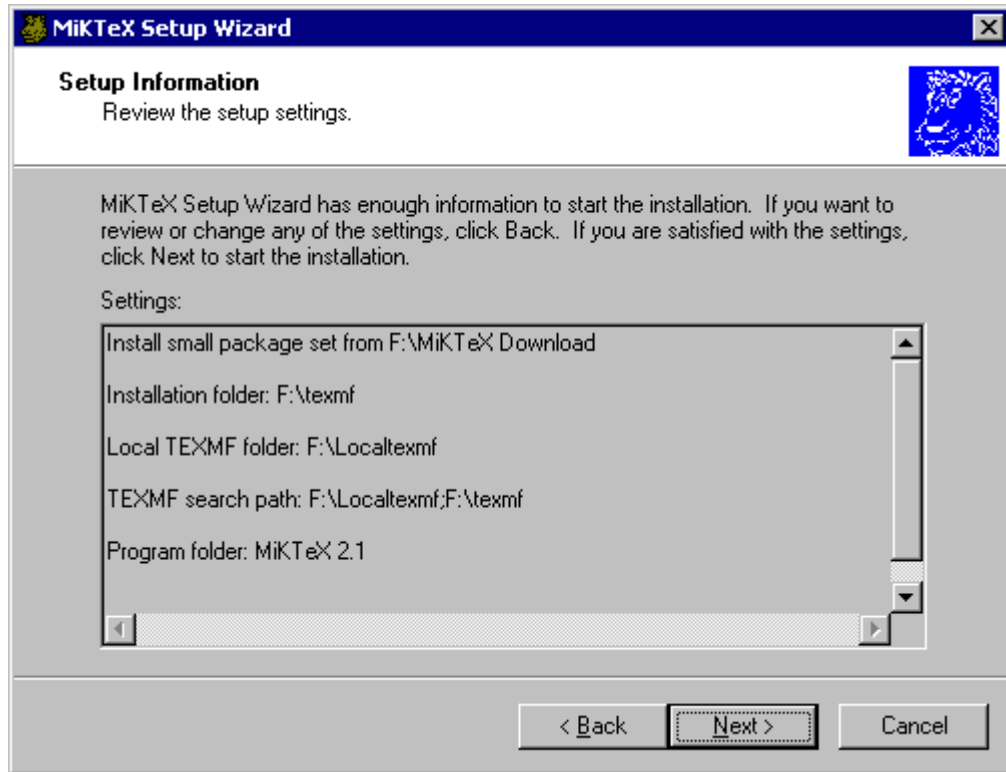 MiKTeX Setup Wizard
Setup Information
Review the setup settings.
MiKTeX Setup Wizard has enough information to start the installation.  If you want to
review or change any of the settings, click Back.  If you are satisfied with the settings,
click Next to start the installation.
Settings:
Install small package set from F:\MiKTeX Download
Installation folder: F:\texmf
Local TEXMF folder: F:\Localtexmf
TEXMF search path: F:\Localtexmf;F:\texmf
Program folder: MiKTeX 2.1
< Back
Next >
Cancel